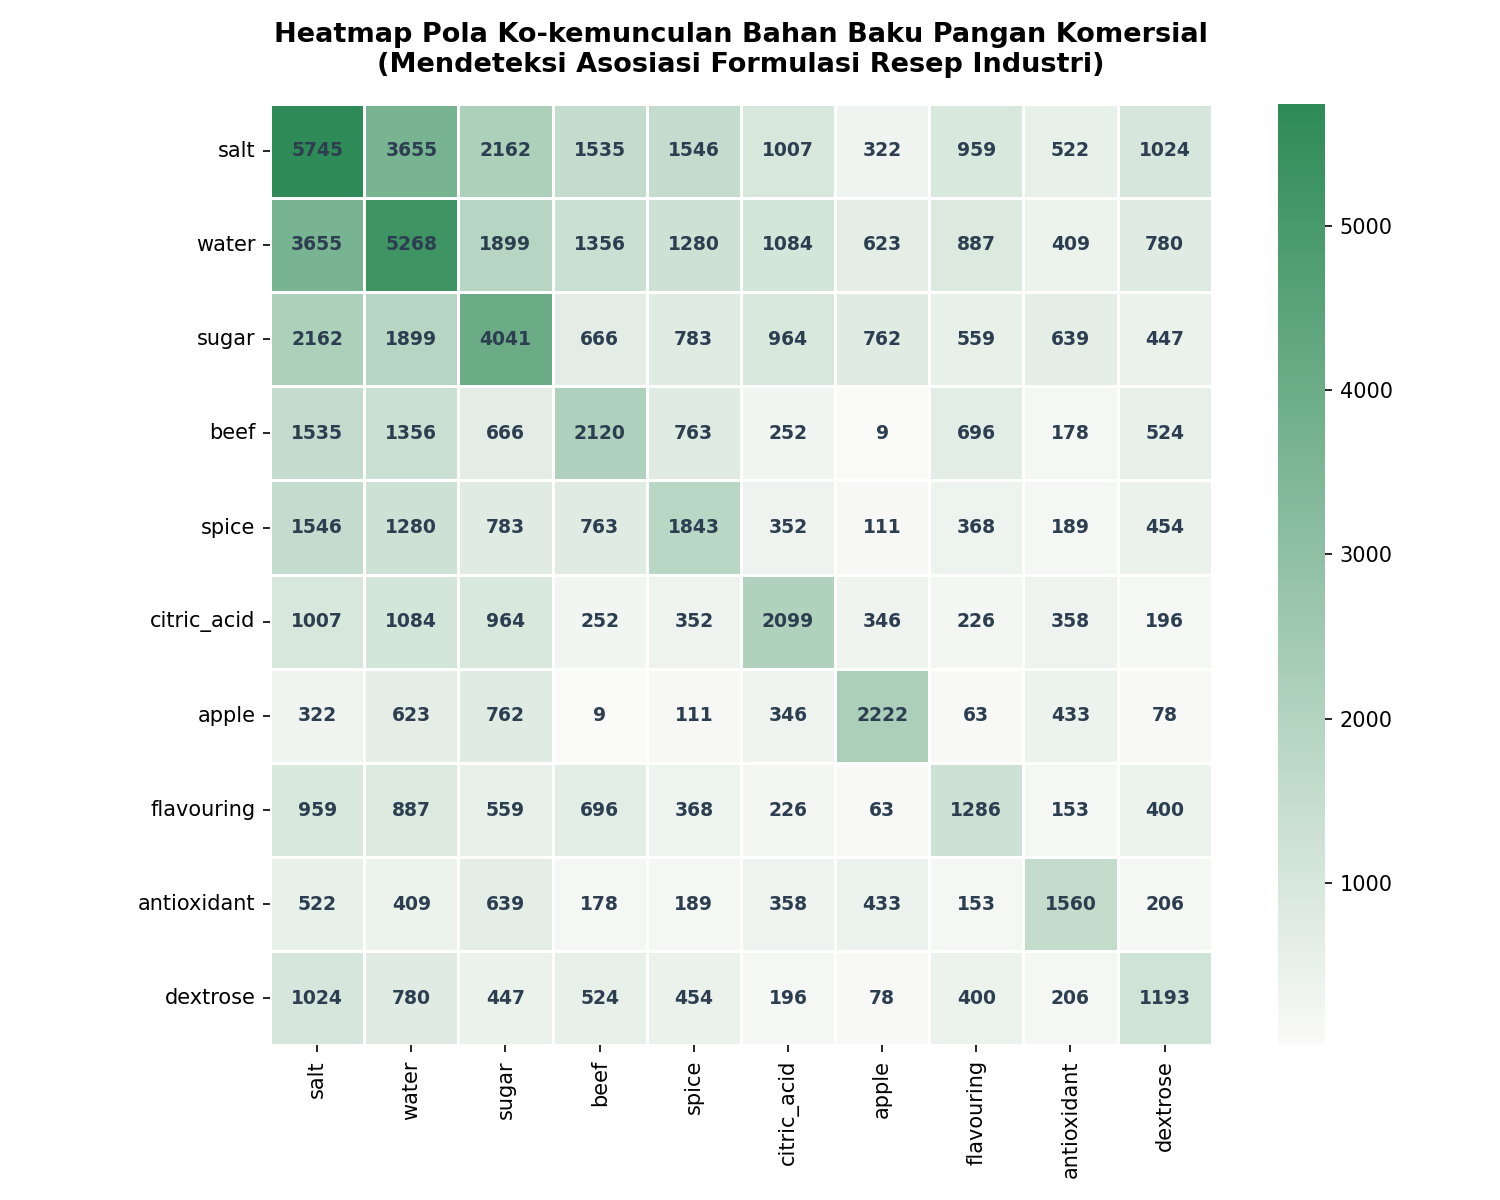 Heatmap Pola Ko-kemunculan Bahan Baku Pangan Komersial
(Mendeteksi Asosiasi Formulasi Resep Industri)
salt 5745 3655 2162 1535 1546 1007 322 959 522 1024
water 3655 5268 1899 1356 1280 1084 623 887 409 780
sugar 2162 1899 4041 666 783 964 762 559 639 447
beef 1535 1356 666 2120 763 252 9 696 178 524
spice 1546 1280 783 763 1843 352 111 368 189 454
citric_acid 1007 1084 964 252 352 2099 346 226 358 196
apple 322 623 762 9 111 346 2222 63 433 78
flavouring 959 887 559 696 368 226 63 1286 153 400
antioxidant 522 409 639 178 189 358 433 153 1560 206
dextrose 1024 780 447 524 454 196 78 400 206 1193
salt water sugar beef spice citric_acid apple flavouring antioxidant dextrose
5000
4000
3000
2000
1000